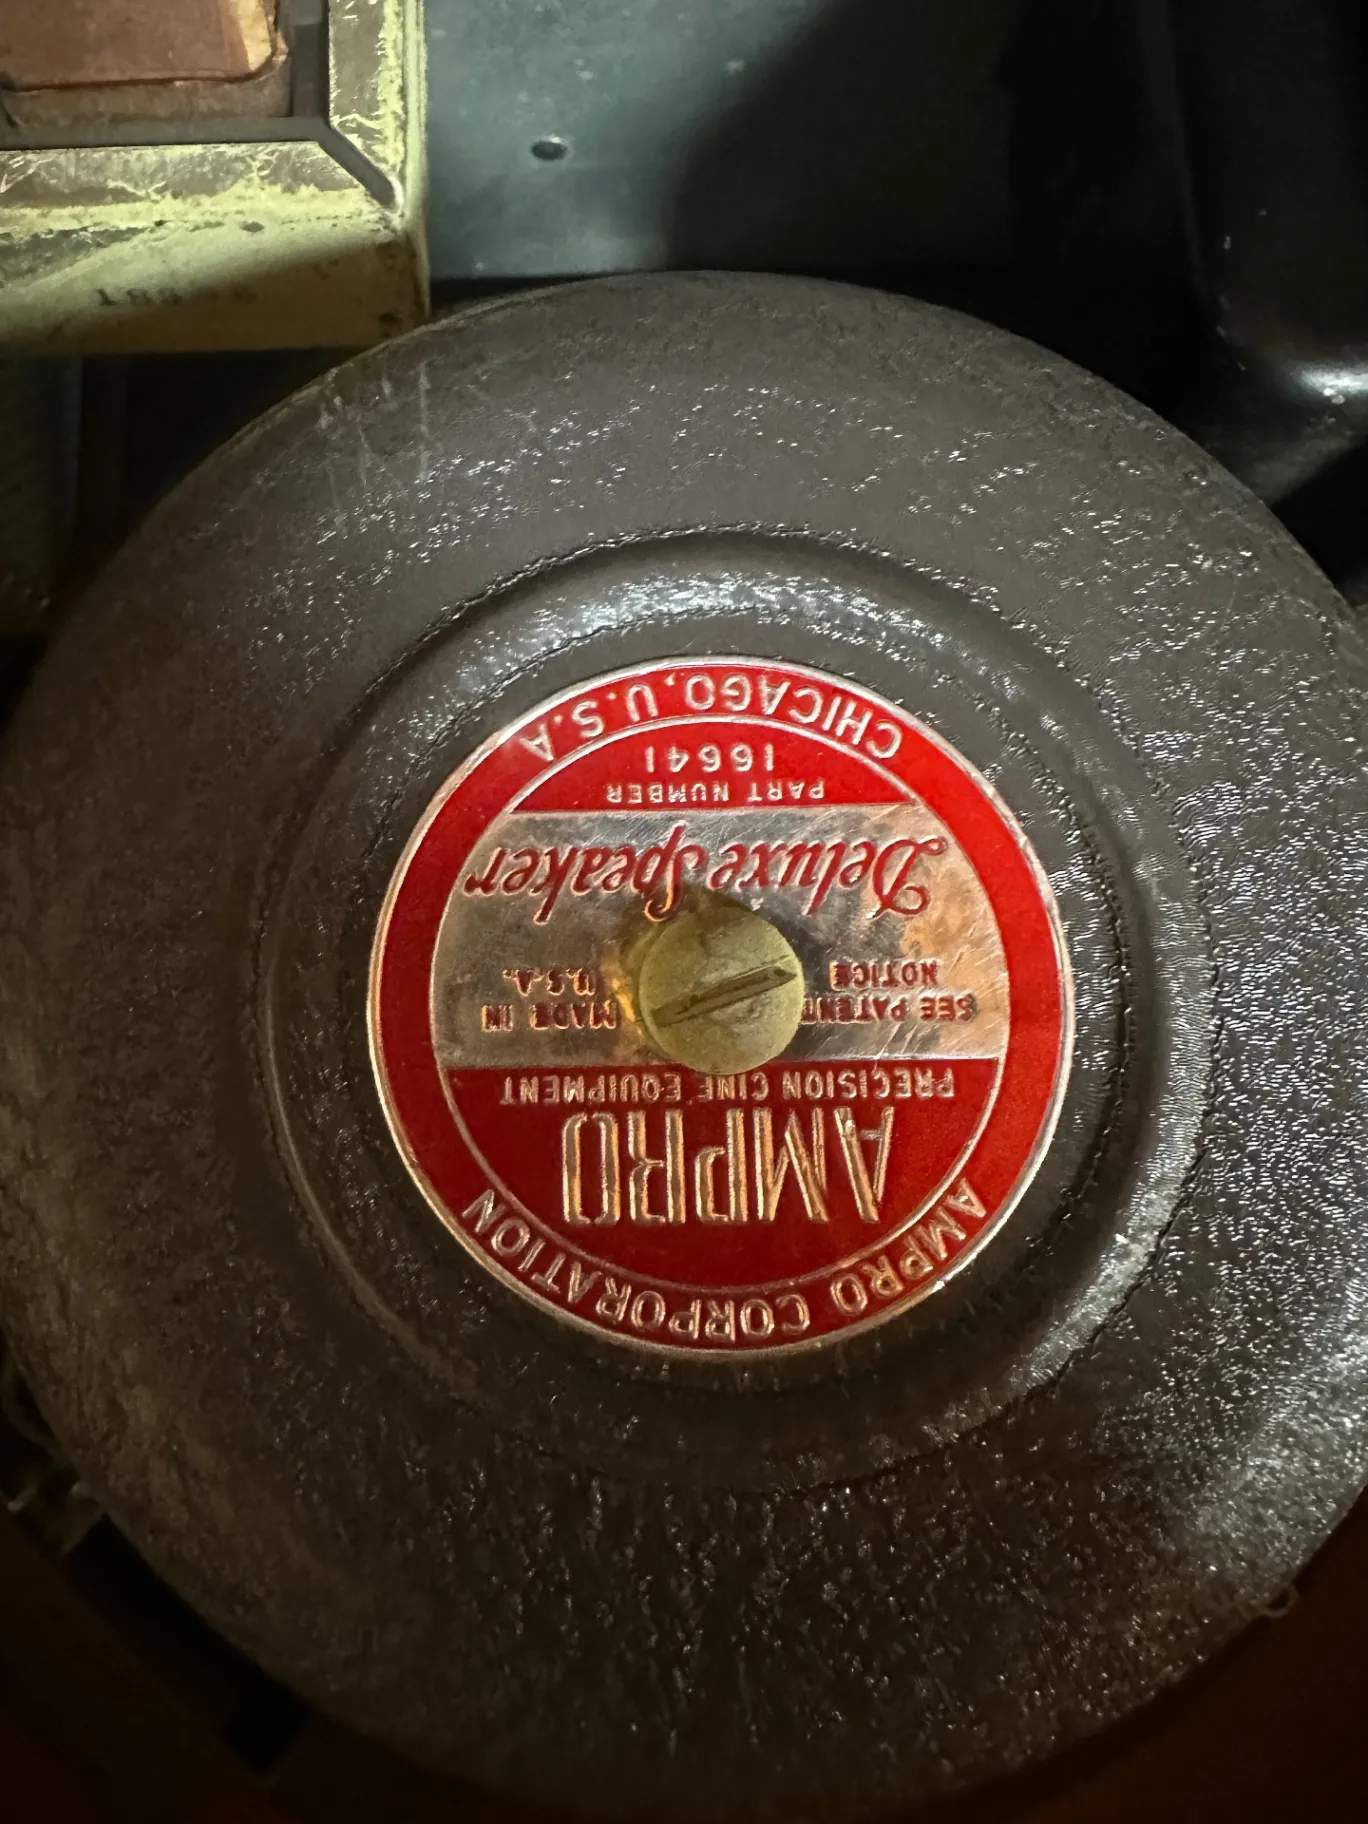 AMPRO CORPORATION
AMPRO
PRECISION CINE EQUIPMENT
SEE PATENT
NOTICE
MADE IN
U.S.A.
Deluxe Speaker
PART NUMBER
16641
CHICAGO, U.S.A